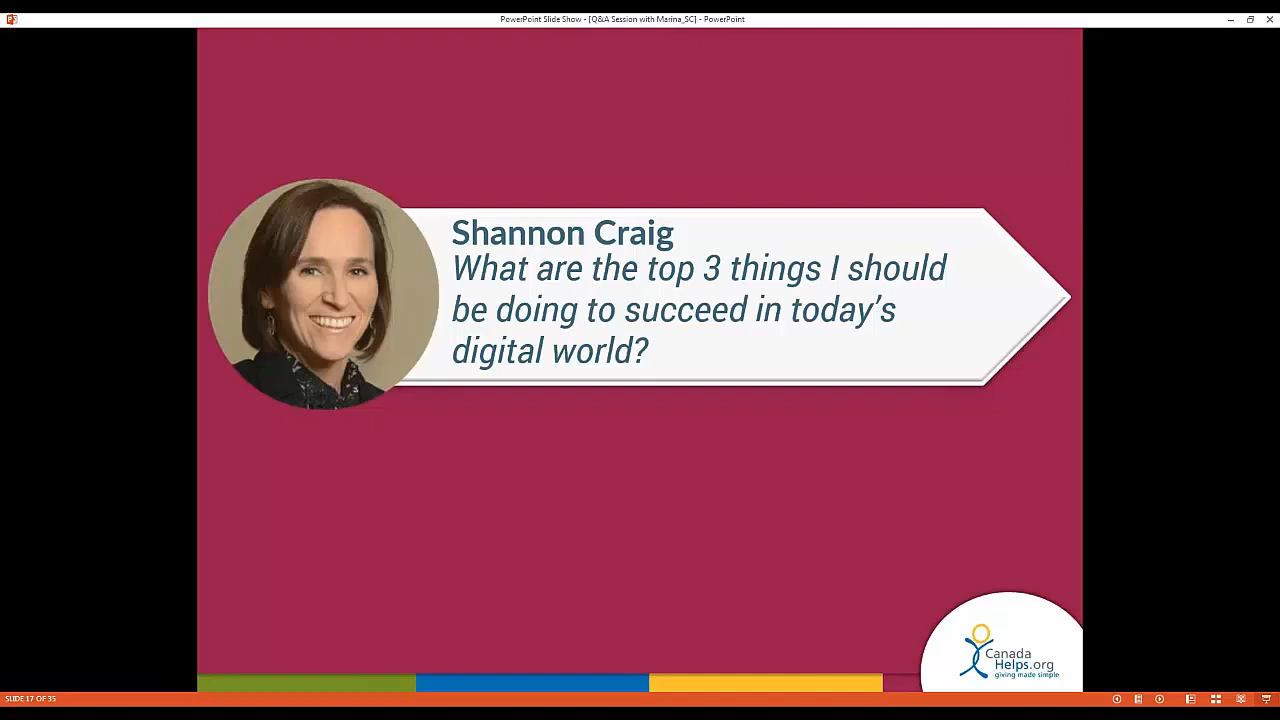 PowerPoint Slide Show - [Q&A Session with Marina_SC] - PowerPoint
Shannon Craig
What are the top 3 things I should
be doing to succeed in today's
digital world?
Canada
Helps.org
giving made simple
SLIDE 17 OF 35